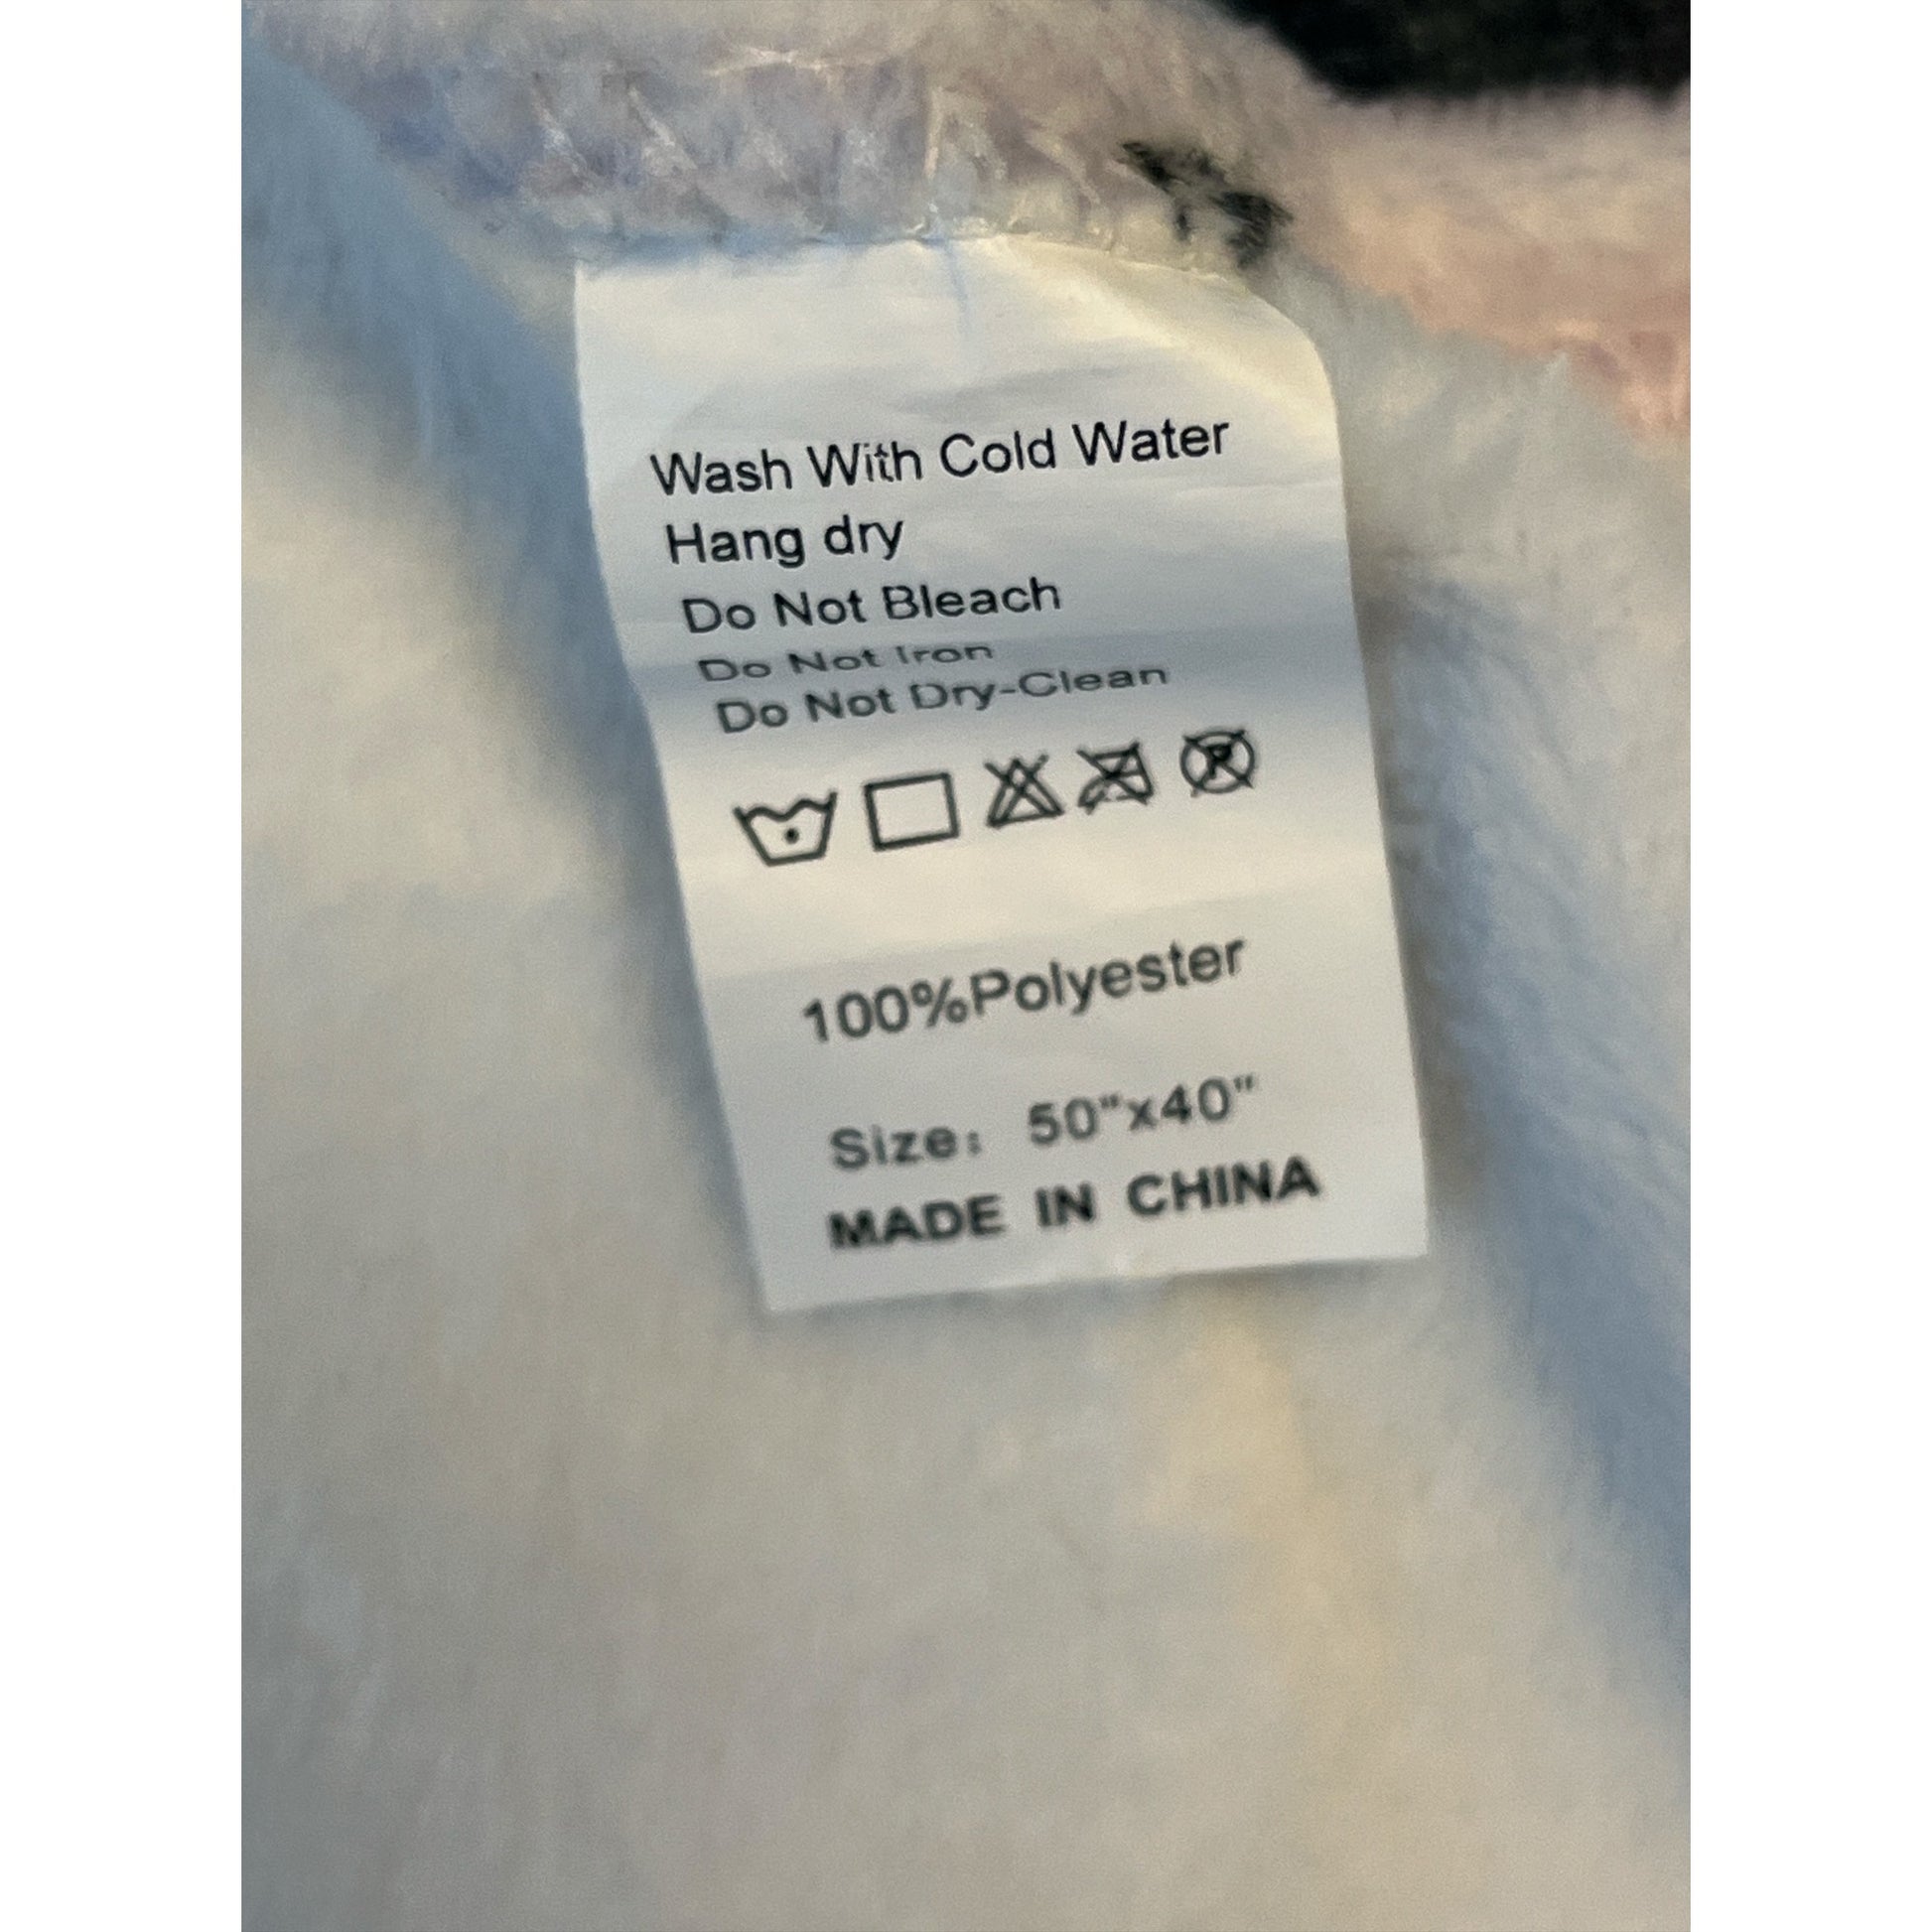 Wash With Cold Water
Hang dry
Do Not Bleach
Do Not Iron
Do Not Dry-Clean
100%Polyester
Size: 50"x40"
MADE IN CHINA